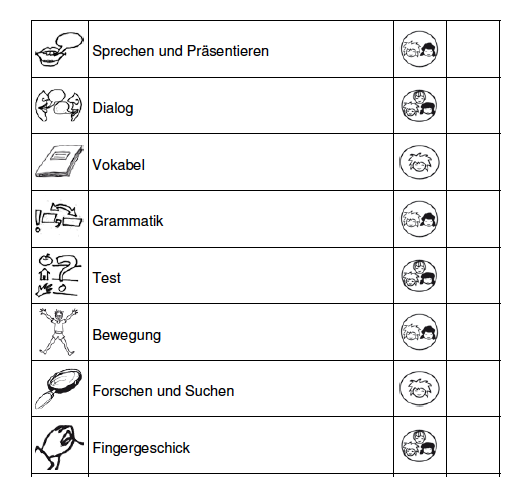 Sprechen und Präsentieren
Dialog
Vokabel
Grammatik
Test
Bewegung
Forschen und Suchen
Fingergeschick